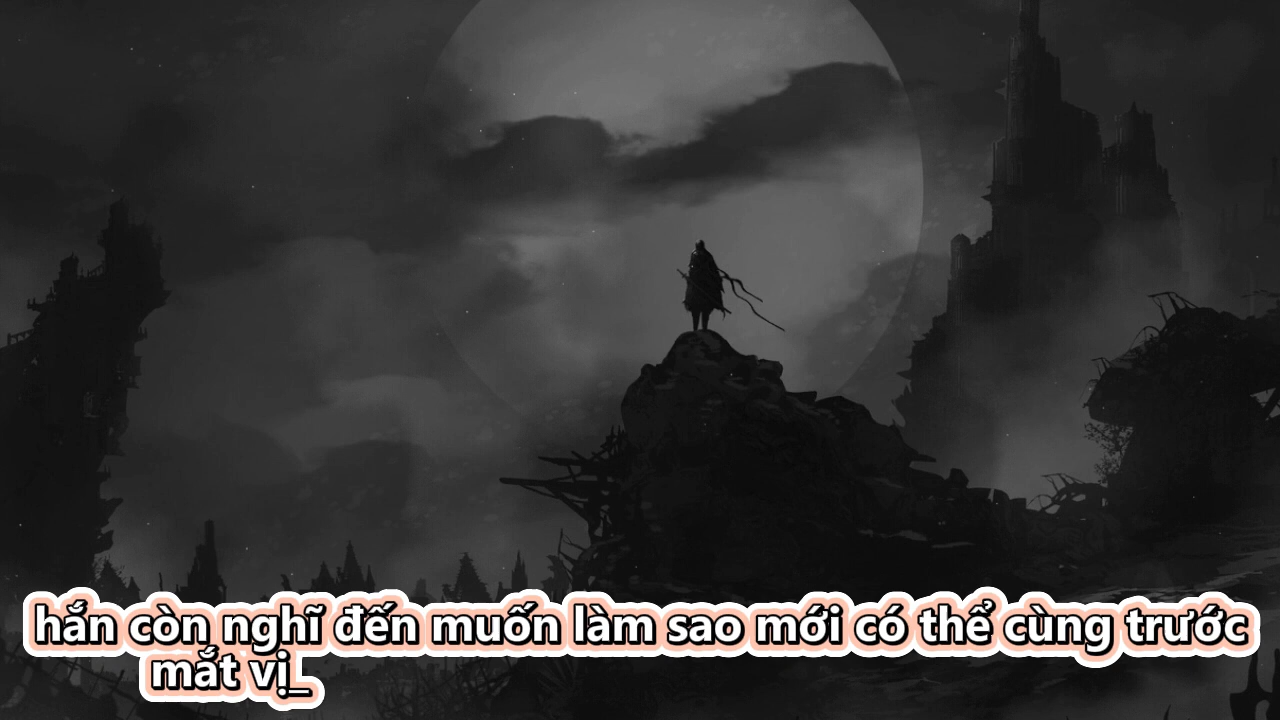 hắn còn nghĩ đến muốn làm sao mới có thể cùng trước
mắt vị_